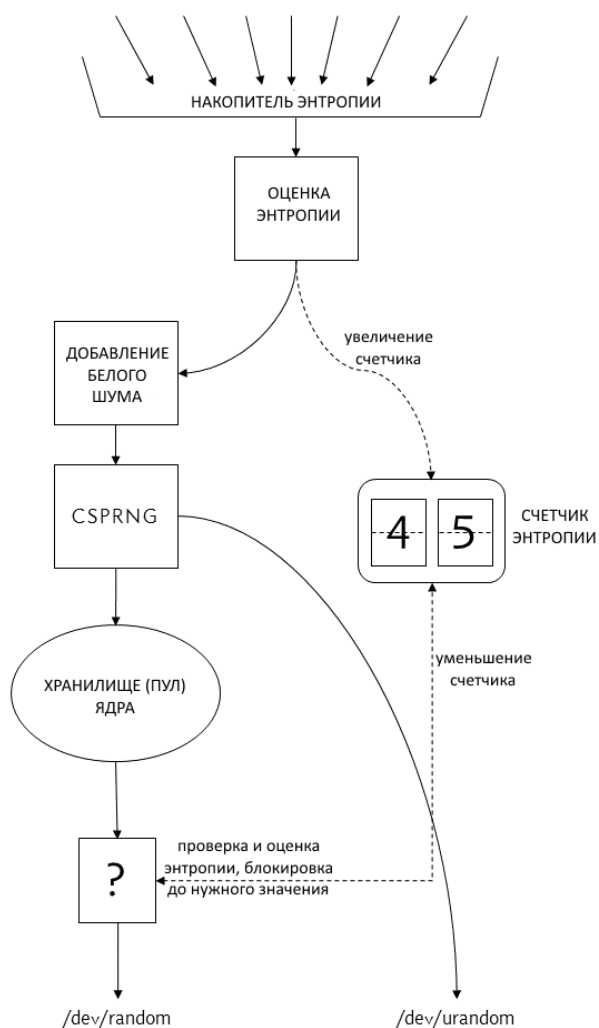 НАКОПИТЕЛЬ ЭНТРОПИИ
ОЦЕНКА
ЭНТРОПИИ
увеличение
счетчика
ДОБАВЛЕНИЕ
БЕЛОГО
ШУМА
CSPRNG
4 5
СЧЕТЧИК
ЭНТРОПИИ
уменьшение
счетчика
ХРАНИЛИЩЕ (ПУЛ)
ЯДРА
?
проверка и оценка
энтропии, блокировка
до нужного значения
/dev/random
/dev/urandom